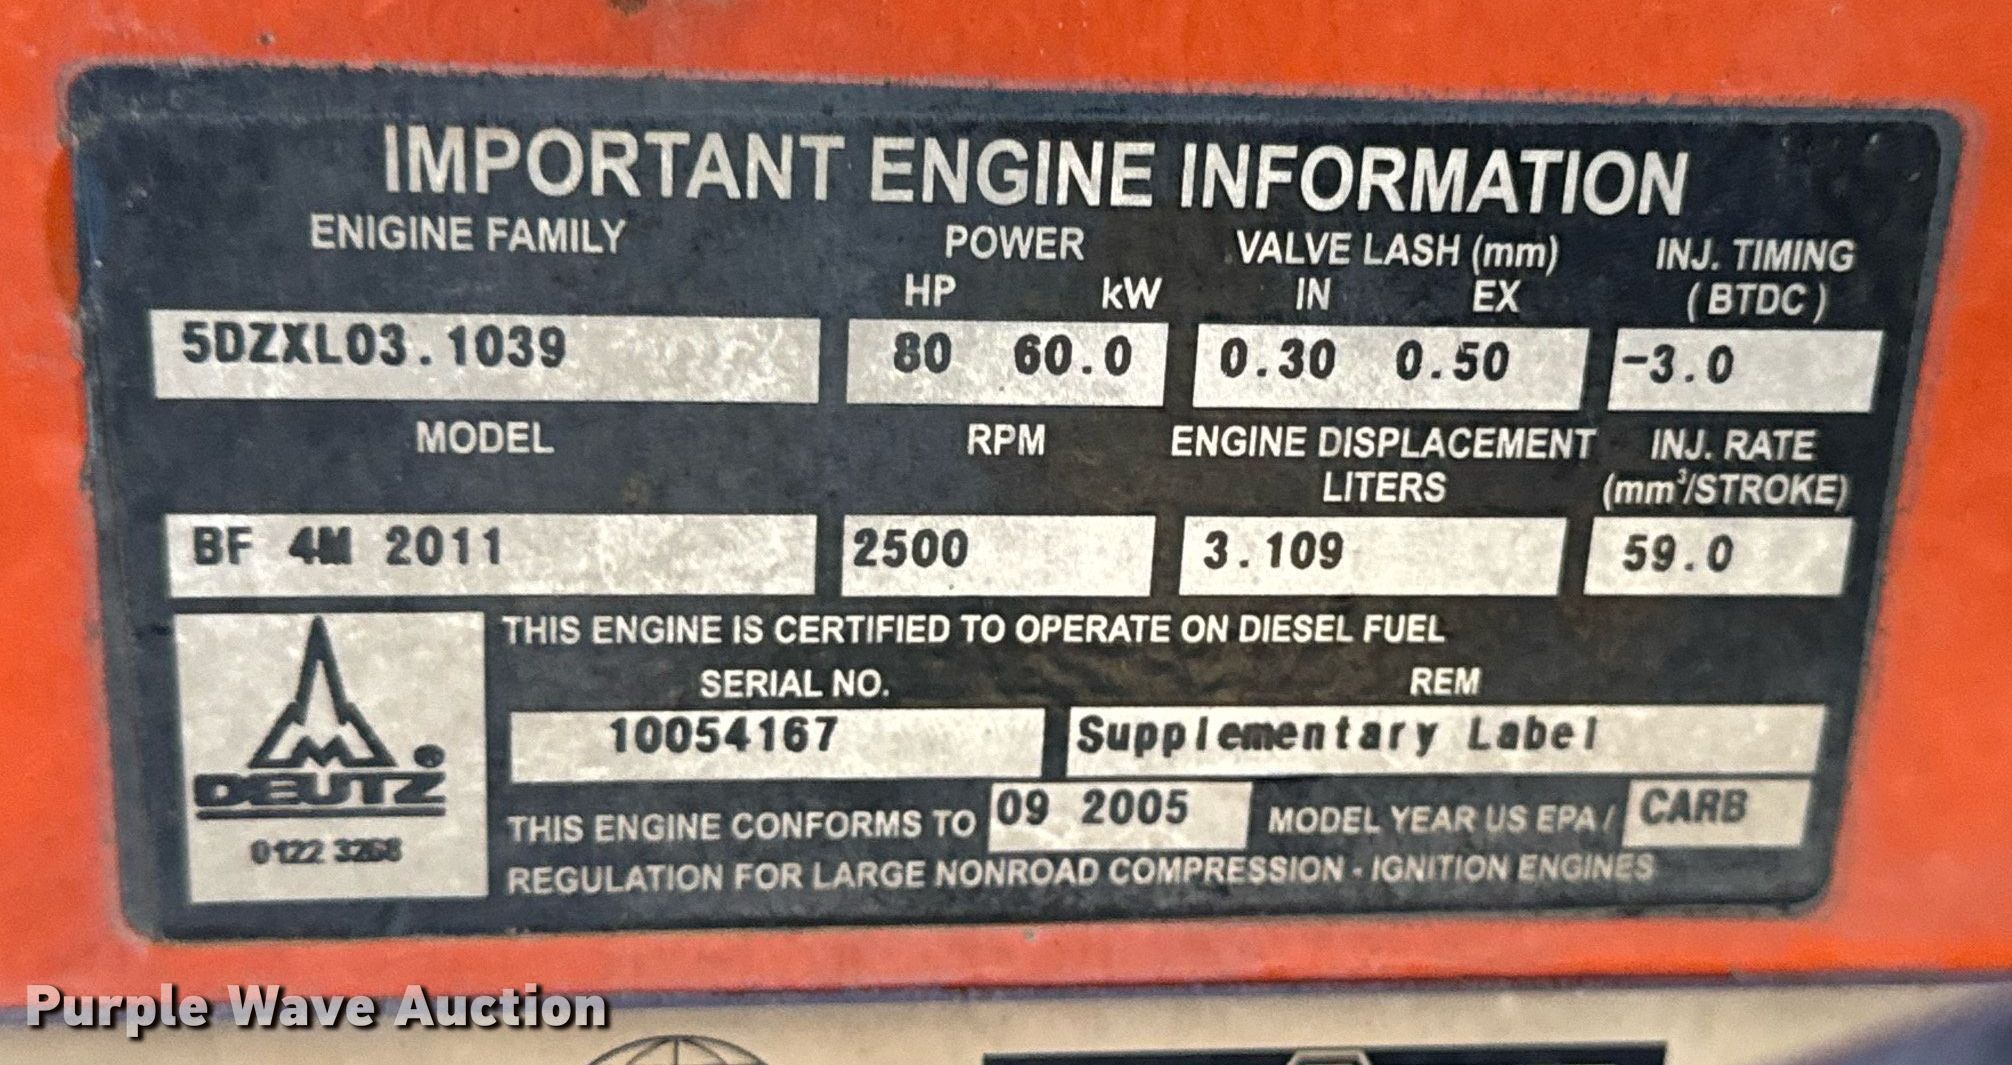 IMPORTANT ENGINE INFORMATION
ENIGINE FAMILY POWER VALVE LASH (mm) INJ. TIMING
HP kW IN EX (BTDC)
5DZXL03.1039 80 60.0 0.30 0.50 -3.0
MODEL RPM ENGINE DISPLACEMENT INJ. RATE
LITERS (mm³/STROKE)
BF 4M 2011 2500 3.109 59.0
THIS ENGINE IS CERTIFIED TO OPERATE ON DIESEL FUEL
SERIAL NO. REM
10054167 Supplementary Label
DEUTZ ®
0122 3268
THIS ENGINE CONFORMS TO 09 2005 MODEL YEAR US EPA / CARB
REGULATION FOR LARGE NONROAD COMPRESSION - IGNITION ENGINES
Purple Wave Auction